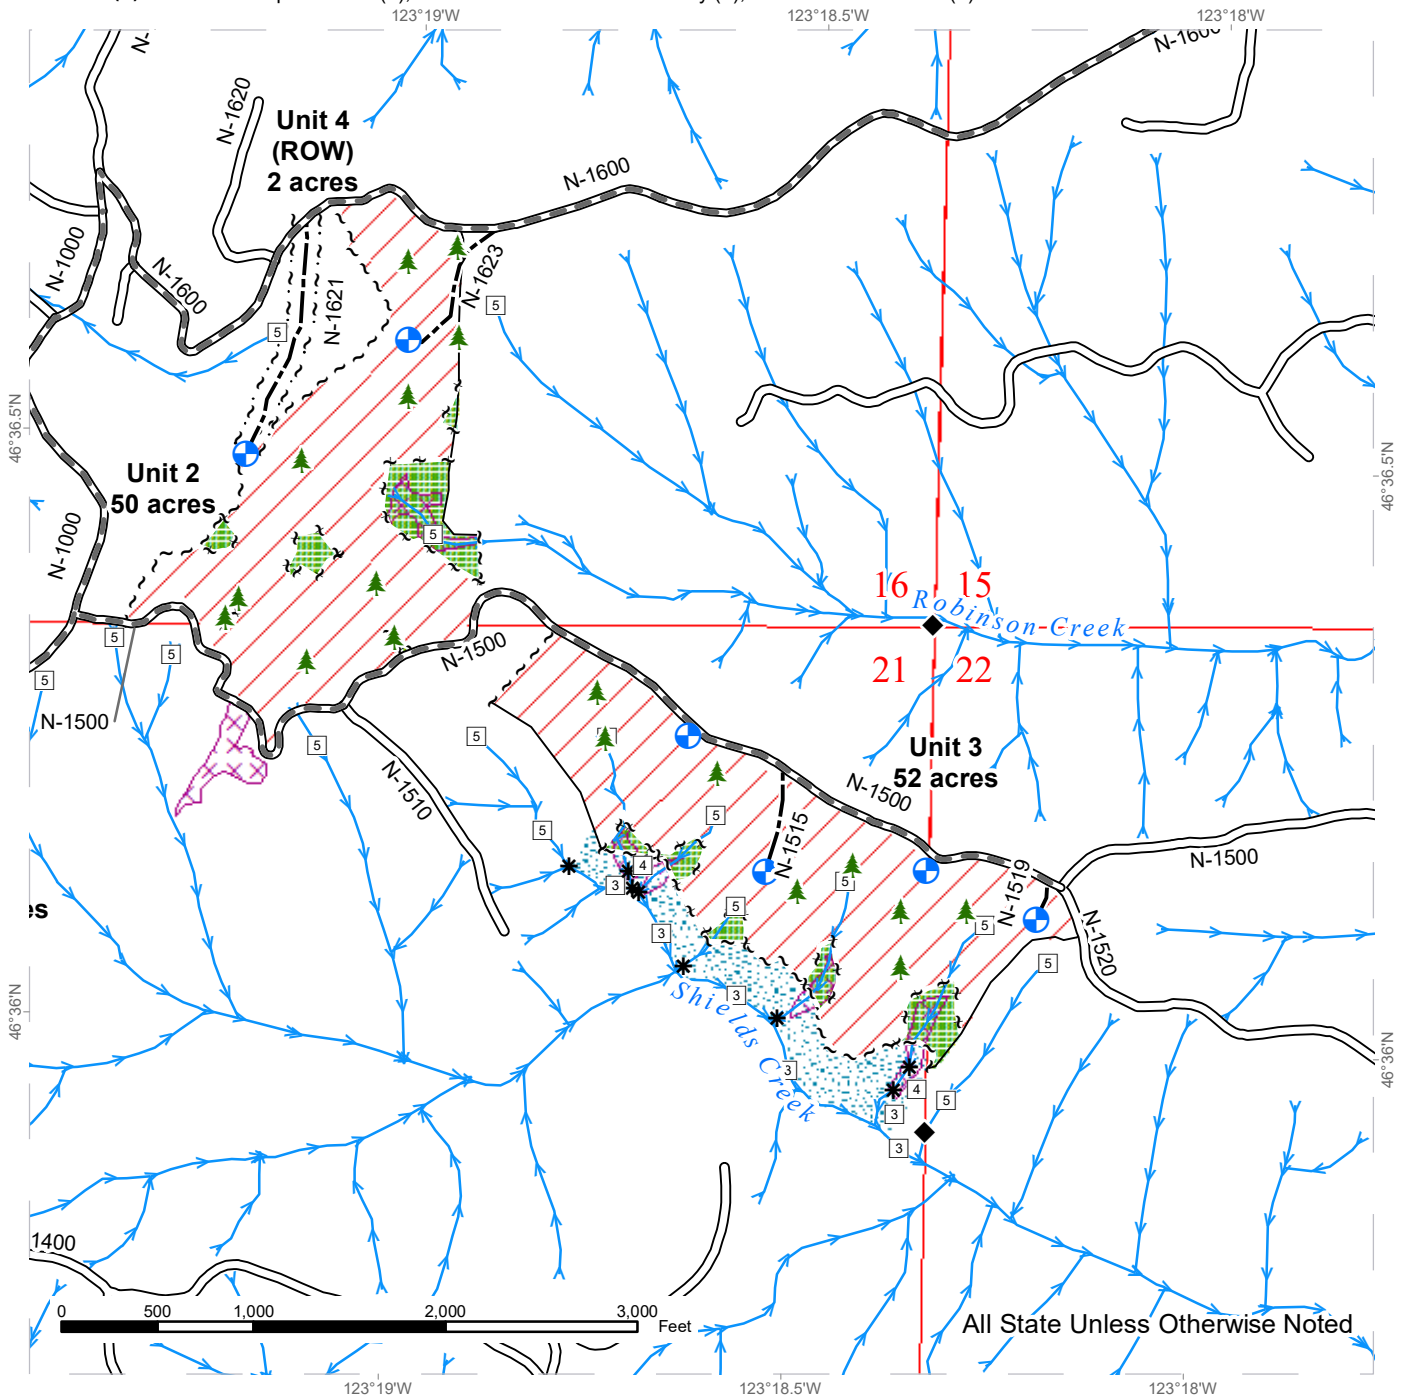 123°19'W
123°18.5'W
123°18'W
N-
N-1600
N-1620
Unit 4
(ROW)
2 acres
N-1600
N-1000
N-1600
N-1621
N-1623
5
5
46°36.5'N
46°36.5'N
Unit 2
50 acres
N-1000
5
16
15
Robinson Creek
5
5
5
N-1500
21
22
N-1500
5
5
Unit 3
52 acres
N-1510
N-1500
5
5
N-1515
N-1500
4
3
5
N-1519
es
5
5
3
N-1520
5
3
Shields Creek
46°36'N
46°36'N
3
4
5
3
3
1400
0
500
1,000
2,000
3,000
Feet
All State Unless Otherwise Noted
123°19'W
123°18.5'W
123°18'W